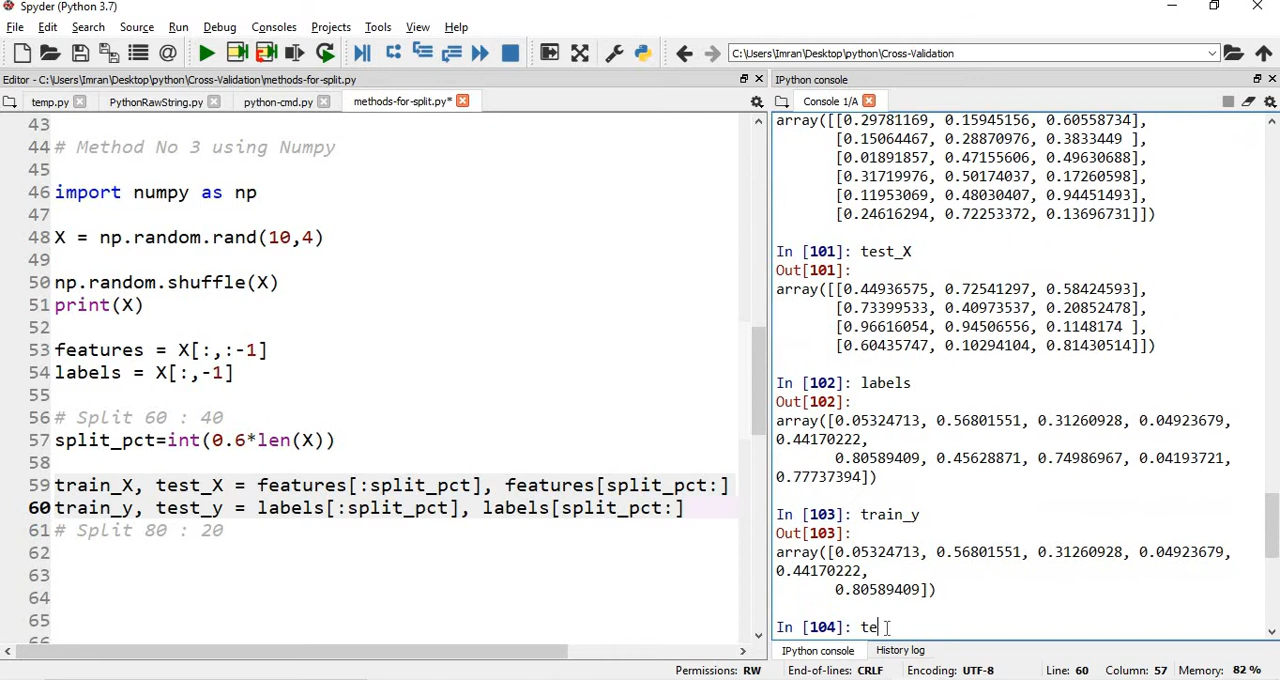 Spyder (Python 3.7)
File Edit Search Source Run Debug Consoles Projects Tools View Help
C:\Users\Imran\Desktop\python\Cross-Validation
Editor - C:\Users\Imran\Desktop\python\Cross-Validation\methods-for-split.py
temp.py PythonRawString.py python-cmd.py methods-for-split.py*
43
44 # Method No 3 using Numpy
45
46 import numpy as np
47
48 X = np.random.rand(10,4)
49
50 np.random.shuffle(X)
51 print(X)
52
53 features = X[:,:-1]
54 labels = X[:,-1]
55
56 # Split 60 : 40
57 split_pct=int(0.6*len(X))
58
59 train_X, test_X = features[:split_pct], features[split_pct:]
60 train_y, test_y = labels[:split_pct], labels[split_pct:]
61 # Split 80 : 20
62
63
64
65
66
IPython console
Console 1/A
array([[0.29781169, 0.15945156, 0.60558734],
[0.15064467, 0.28870976, 0.3833449 ],
[0.01891857, 0.47155606, 0.49630688],
[0.31719976, 0.50174037, 0.17260598],
[0.11953069, 0.48030407, 0.94451493],
[0.24616294, 0.72253372, 0.13696731]])
In [101]: test_X
Out[101]:
array([[0.44936575, 0.72541297, 0.58424593],
[0.73399533, 0.40973537, 0.20852478],
[0.96616054, 0.94506556, 0.1148174 ],
[0.60435747, 0.10294104, 0.81430514]])
In [102]: labels
Out[102]:
array([0.05324713, 0.56801551, 0.31260928, 0.04923679,
0.44170222,
0.80589409, 0.45628871, 0.74986967, 0.04193721,
0.77737394])
In [103]: train_y
Out[103]:
array([0.05324713, 0.56801551, 0.31260928, 0.04923679,
0.44170222,
0.80589409])
In [104]: te
IPython console History log
Permissions: RW End-of-lines: CRLF Encoding: UTF-8 Line: 60 Column: 57 Memory: 82 %